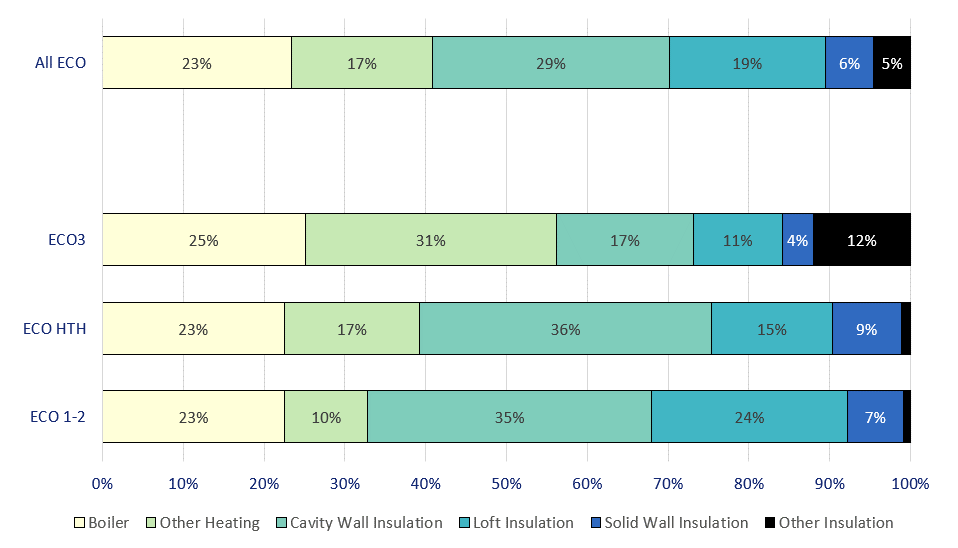 All ECO 23% 17% 29% 19% 6% 5%
ECO3 25% 31% 17% 11% 4% 12%
ECO HTH 23% 17% 36% 15% 9%
ECO 1-2 23% 10% 35% 24% 7%
0% 10% 20% 30% 40% 50% 60% 70% 80% 90% 100%
Boiler Other Heating Cavity Wall Insulation Loft Insulation Solid Wall Insulation Other Insulation